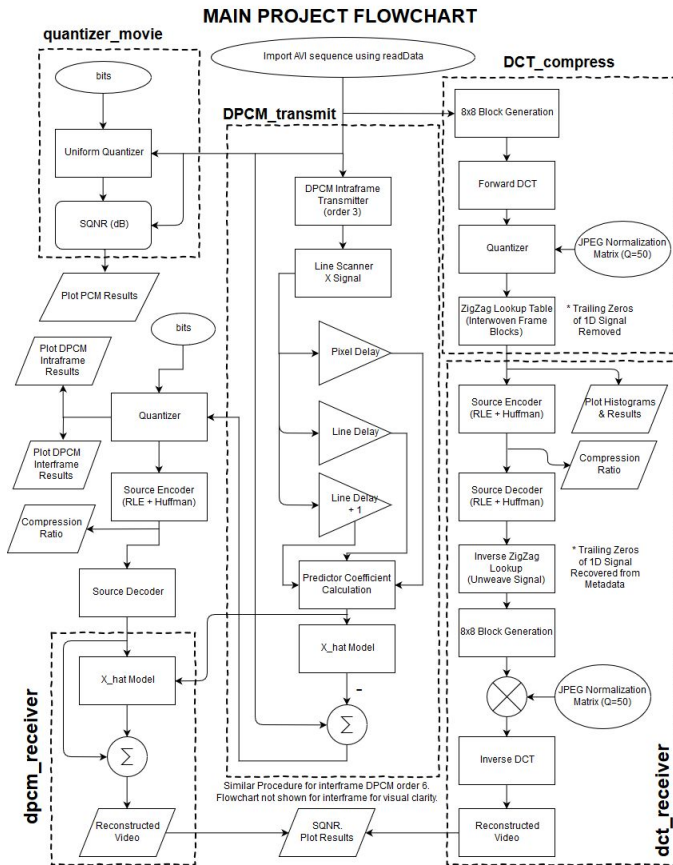 MAIN PROJECT FLOWCHART
quantizer_movie
bits
Uniform Quantizer
SQNR (dB)
Plot PCM Results
Import AVI sequence using readData
DPCM_transmit
DPCM Intraframe
Transmitter
(order 3)
Line Scanner
X Signal
Pixel Delay
Line Delay
Line Delay
+ 1
Predictor Coefficient
Calculation
X_hat Model
-
Σ
Similar Procedure for interframe DPCM order 6.
Flowchart not shown for interframe for visual clarity.
DCT_compress
8x8 Block Generation
Forward DCT
Quantizer
JPEG Normalization
Matrix (Q=50)
ZigZag Lookup Table
(Interwoven Frame
Blocks)
* Trailing Zeros
of 1D Signal
Removed
Plot DPCM
Intraframe
Results
bits
Quantizer
Plot DPCM
Interframe
Results
Source Encoder
(RLE + Huffman)
Compression
Ratio
Source Decoder
dpcm_receiver
X_hat Model
Σ
Reconstructed
Video
SQNR.
Plot Results
Source Encoder
(RLE + Huffman)
Plot Histograms
& Results
Compression
Ratio
Source Decoder
(RLE + Huffman)
Inverse ZigZag
Lookup
(Unweave Signal)
* Trailing Zeros
of 1D Signal
Recovered from
Metadata
8x8 Block Generation
JPEG Normalization
Matrix (Q=50)
Inverse DCT
Reconstructed
Video
dct_receiver